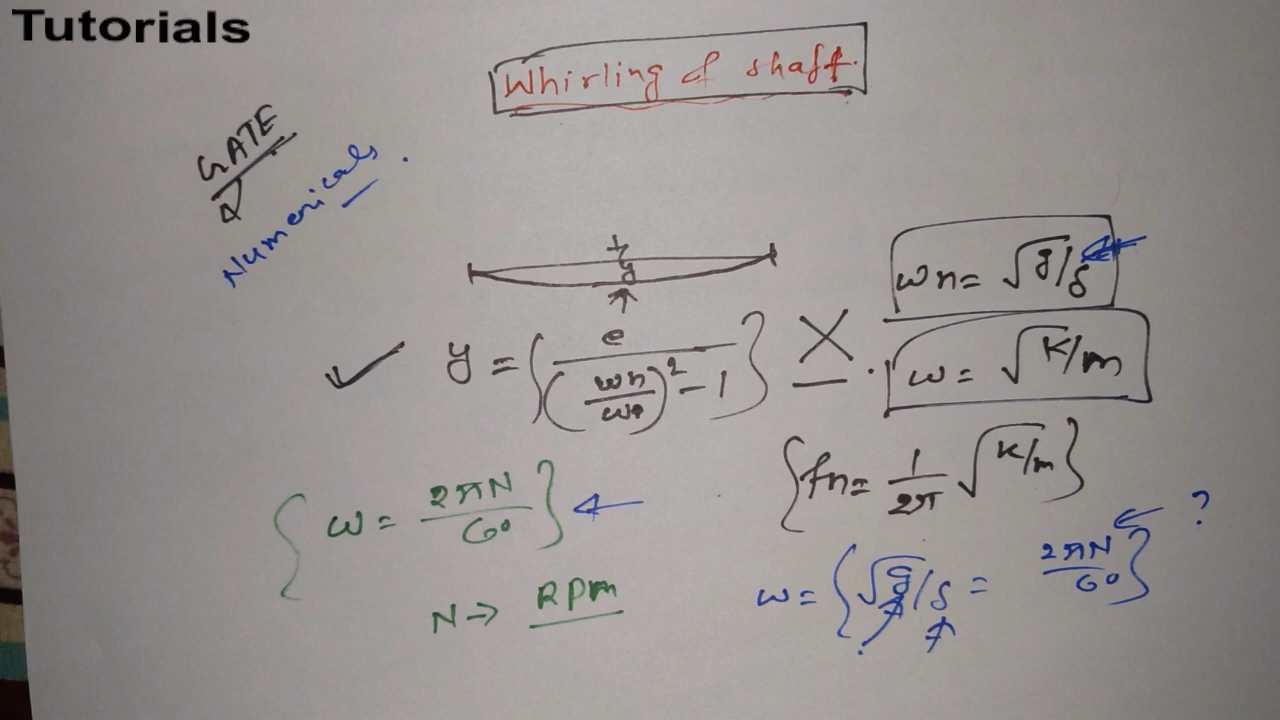 Tutorials
Whirling of shaft.
GATE
Numericals.
y
ωn = √g/δ
y = { e / (ωn/ω)² - 1 } X.
ω = √K/m
{ fn = 1/2π √K/m }
{ ω = 2πN/60 }
N → RPM
ω = { √g/δ = 2πN/60 } ?